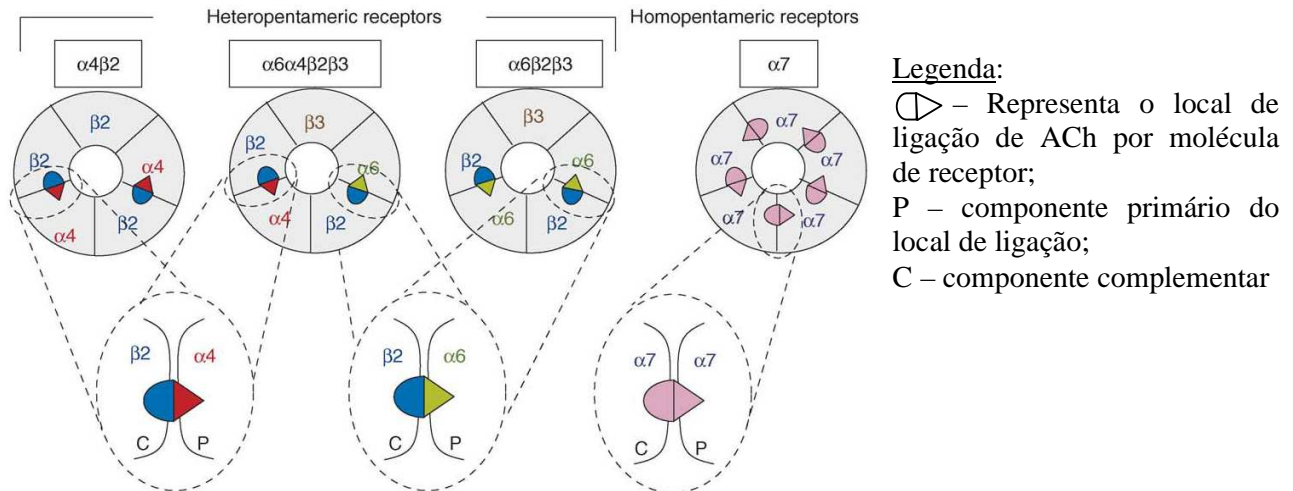 Heteropentameric receptors
Homopentameric receptors
α4β2
α6α4β2β3
α6β2β3
α7
β2
β2
α4
α4
β2
β3
β2
α6
α4
β2
β3
β2
α6
α6
β2
α7
α7
α7
α7
α7
β2
α4
C
P
β2
α6
C
P
α7
α7
C
P
Legenda:
– Representa o local de
ligação de ACh por molécula
de receptor;
P – componente primário do
local de ligação;
C – componente complementar